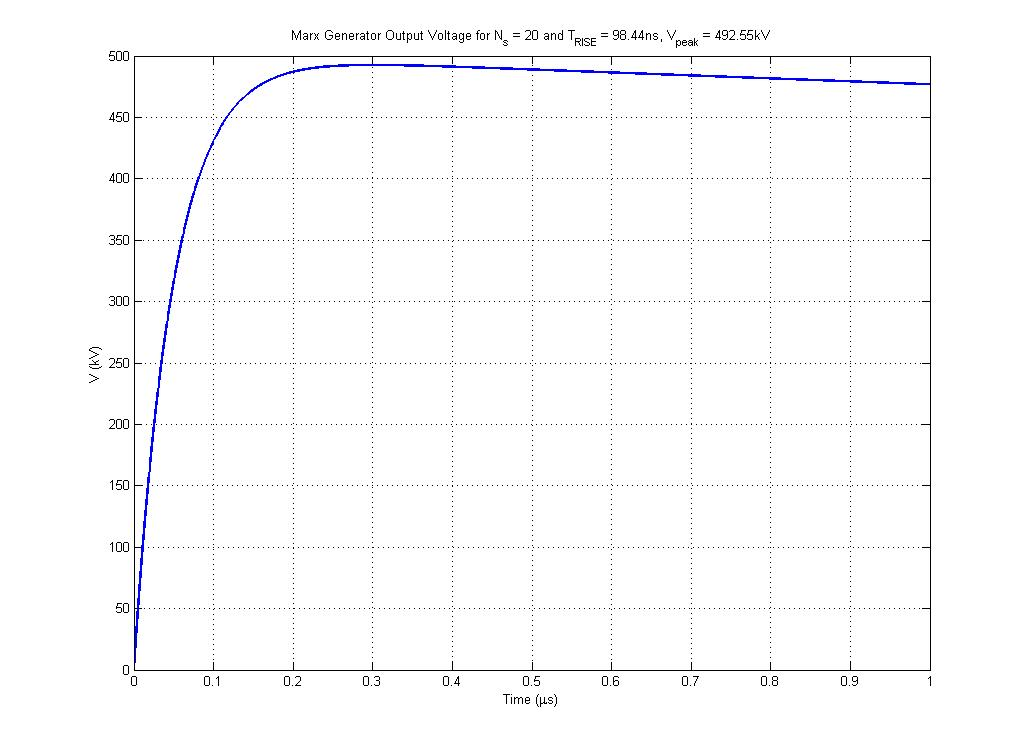 Marx Generator Output Voltage for Ns = 20 and TRISE = 98.44ns, Vpeak = 492.55kV
500
450
400
350
300
250
200
150
100
50
0
V (kV)
0 0.1 0.2 0.3 0.4 0.5 0.6 0.7 0.8 0.9 1
Time (μs)